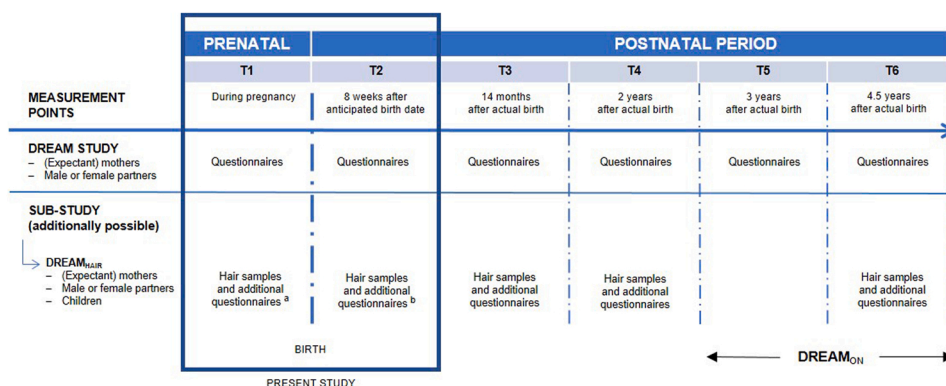 PRENATAL
POSTNATAL PERIOD
T1
T2
T3
T4
T5
T6
MEASUREMENT
POINTS
During pregnancy
8 weeks after
anticipated birth date
14 months
after actual birth
2 years
after actual birth
3 years
after actual birth
4.5 years
after actual birth
DREAM STUDY
– (Expectant) mothers
– Male or female partners
Questionnaires
Questionnaires
Questionnaires
Questionnaires
Questionnaires
Questionnaires
SUB-STUDY
(additionally possible)
DREAMHAIR
– (Expectant) mothers
– Male or female partners
– Children
Hair samples
and additional
questionnaires a
Hair samples
and additional
questionnaires b
Hair samples
and additional
questionnaires
Hair samples
and additional
questionnaires
Hair samples
and additional
questionnaires
BIRTH
DREAMON
PRESENT STUDY